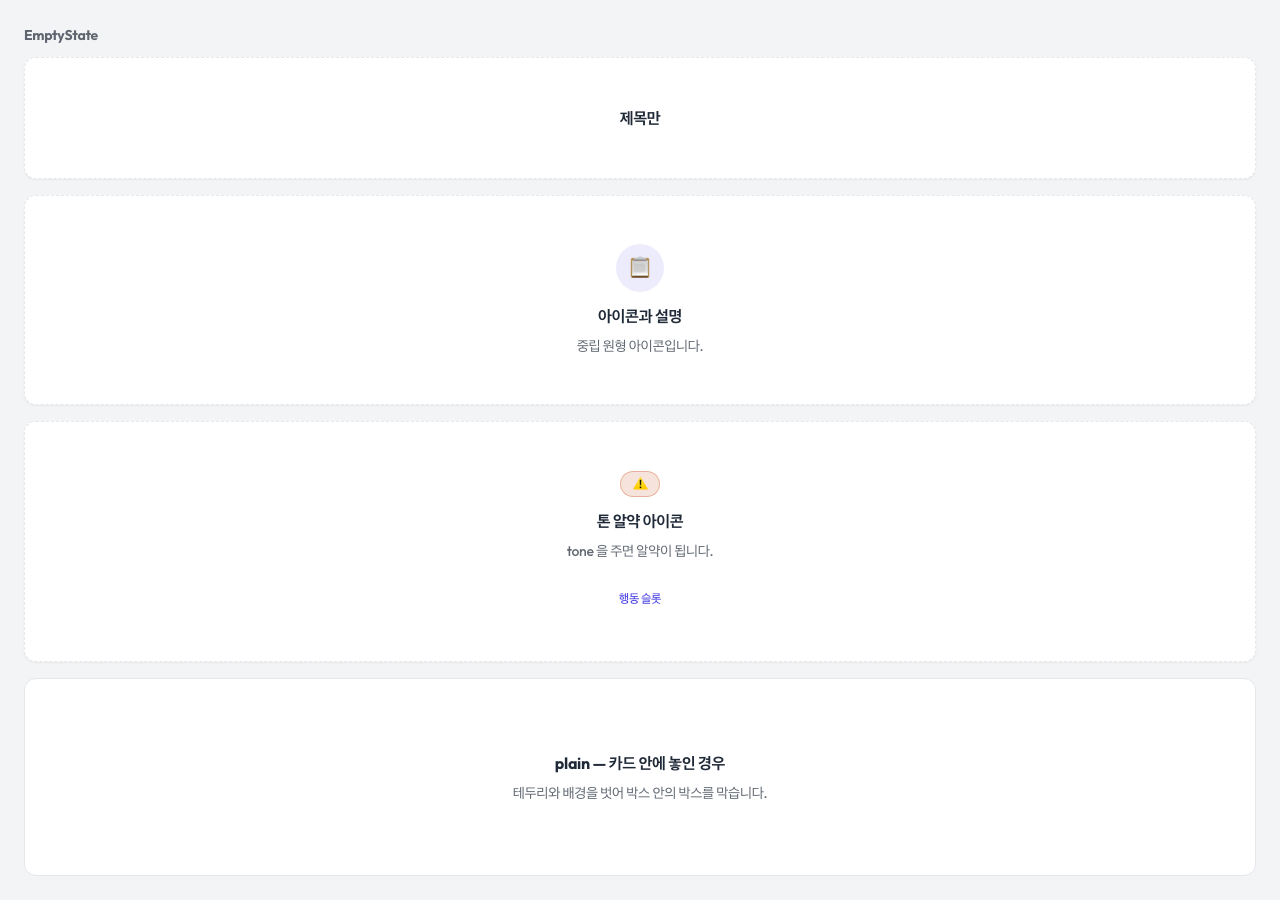 EmptyState
제목만
아이콘과 설명
중립 원형 아이콘입니다.
톤 알약 아이콘
tone 을 주면 알약이 됩니다.
행동 슬롯
plain — 카드 안에 놓인 경우
테두리와 배경을 벗어 박스 안의 박스를 막습니다.